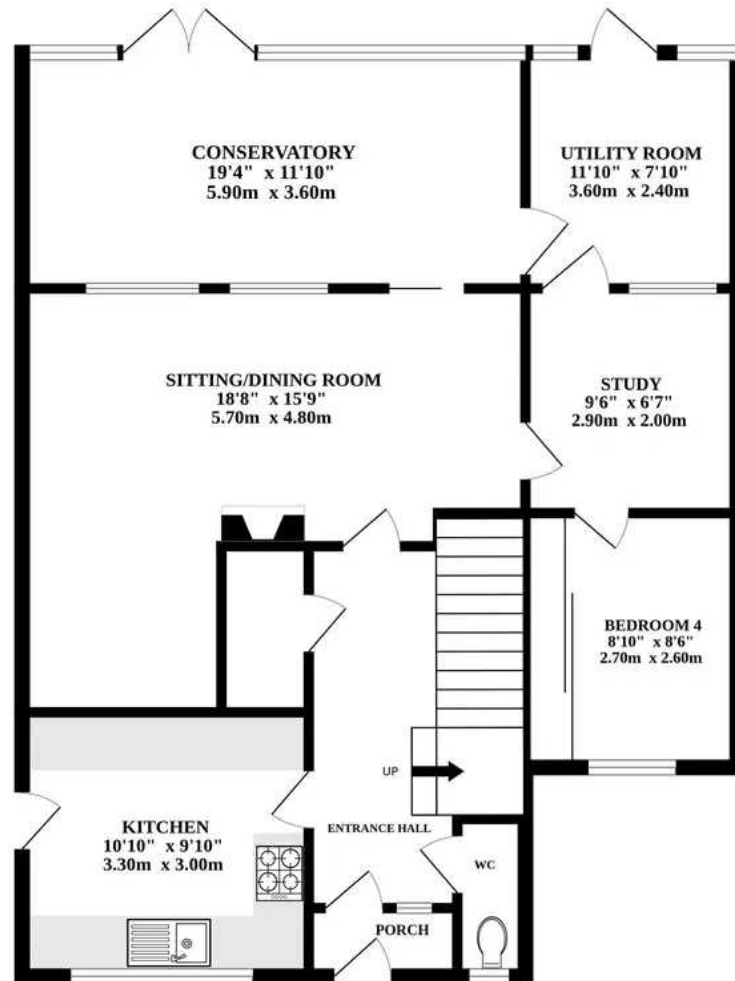 CONSERVATORY
19'4" x 11'10"
5.90m x 3.60m
UTILITY ROOM
11'10" x 7'10"
3.60m x 2.40m
SITTING/DINING ROOM
18'8" x 15'9"
5.70m x 4.80m
STUDY
9'6" x 6'7"
2.90m x 2.00m
BEDROOM 4
8'10" x 8'6"
2.70m x 2.60m
UP
KITCHEN
10'10" x 9'10"
3.30m x 3.00m
ENTRANCE HALL
WC
PORCH